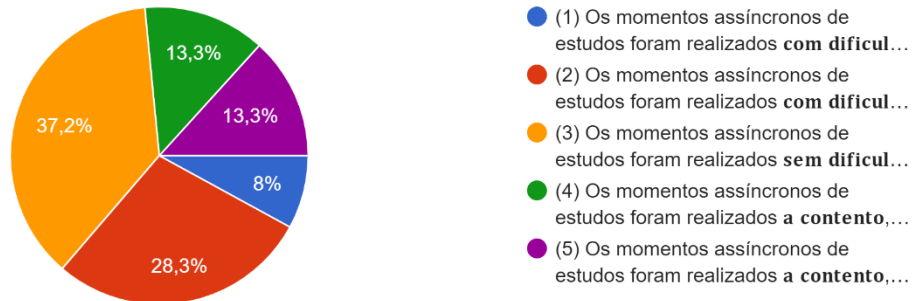 13,3%
37,2%
13,3%
8%
28,3%
(1) Os momentos assíncronos de
estudos foram realizados com dificul…
(2) Os momentos assíncronos de
estudos foram realizados com dificul…
(3) Os momentos assíncronos de
estudos foram realizados sem dificul…
(4) Os momentos assíncronos de
estudos foram realizados a contento,…
(5) Os momentos assíncronos de
estudos foram realizados a contento,…